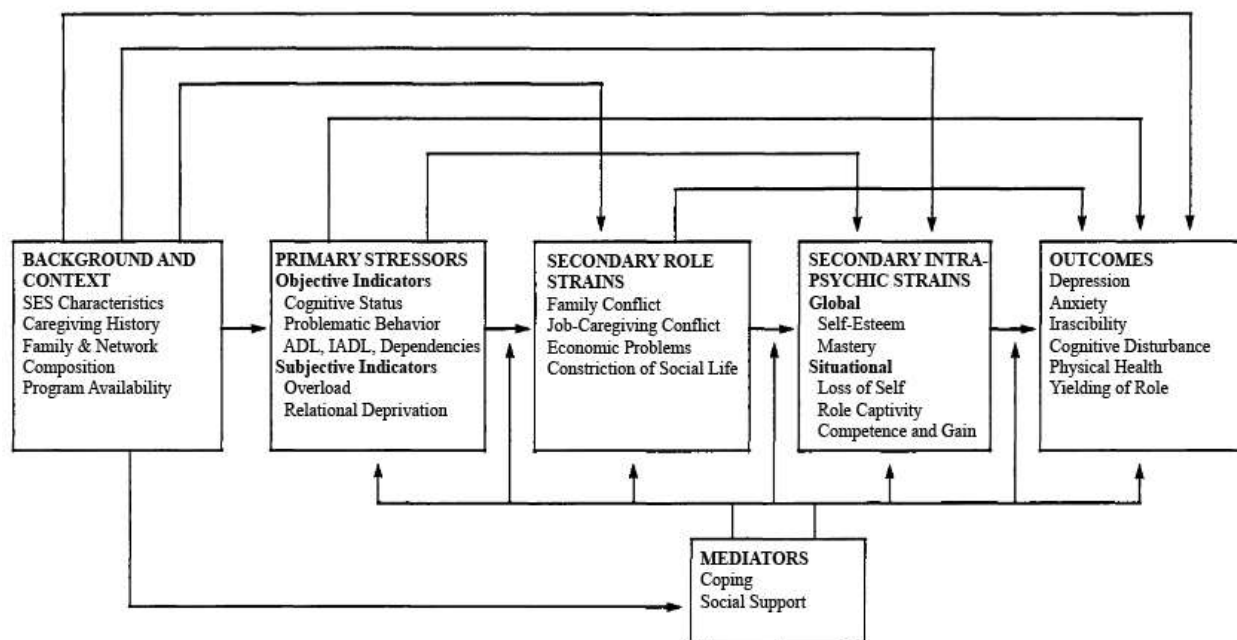 BACKGROUND AND
CONTEXT
SES Characteristics
Caregiving History
Family & Network
Composition
Program Availability
PRIMARY STRESSORS
Objective Indicators
Cognitive Status
Problematic Behavior
ADL, IADL, Dependencies
Subjective Indicators
Overload
Relational Deprivation
SECONDARY ROLE
STRAINS
Family Conflict
Job-Caregiving Conflict
Economic Problems
Constriction of Social Life
SECONDARY INTRA-
PSYCHIC STRAINS
Global
Self-Esteem
Mastery
Situational
Loss of Self
Role Captivity
Competence and Gain
OUTCOMES
Depression
Anxiety
Irascibility
Cognitive Disturbance
Physical Health
Yielding of Role
MEDIATORS
Coping
Social Support